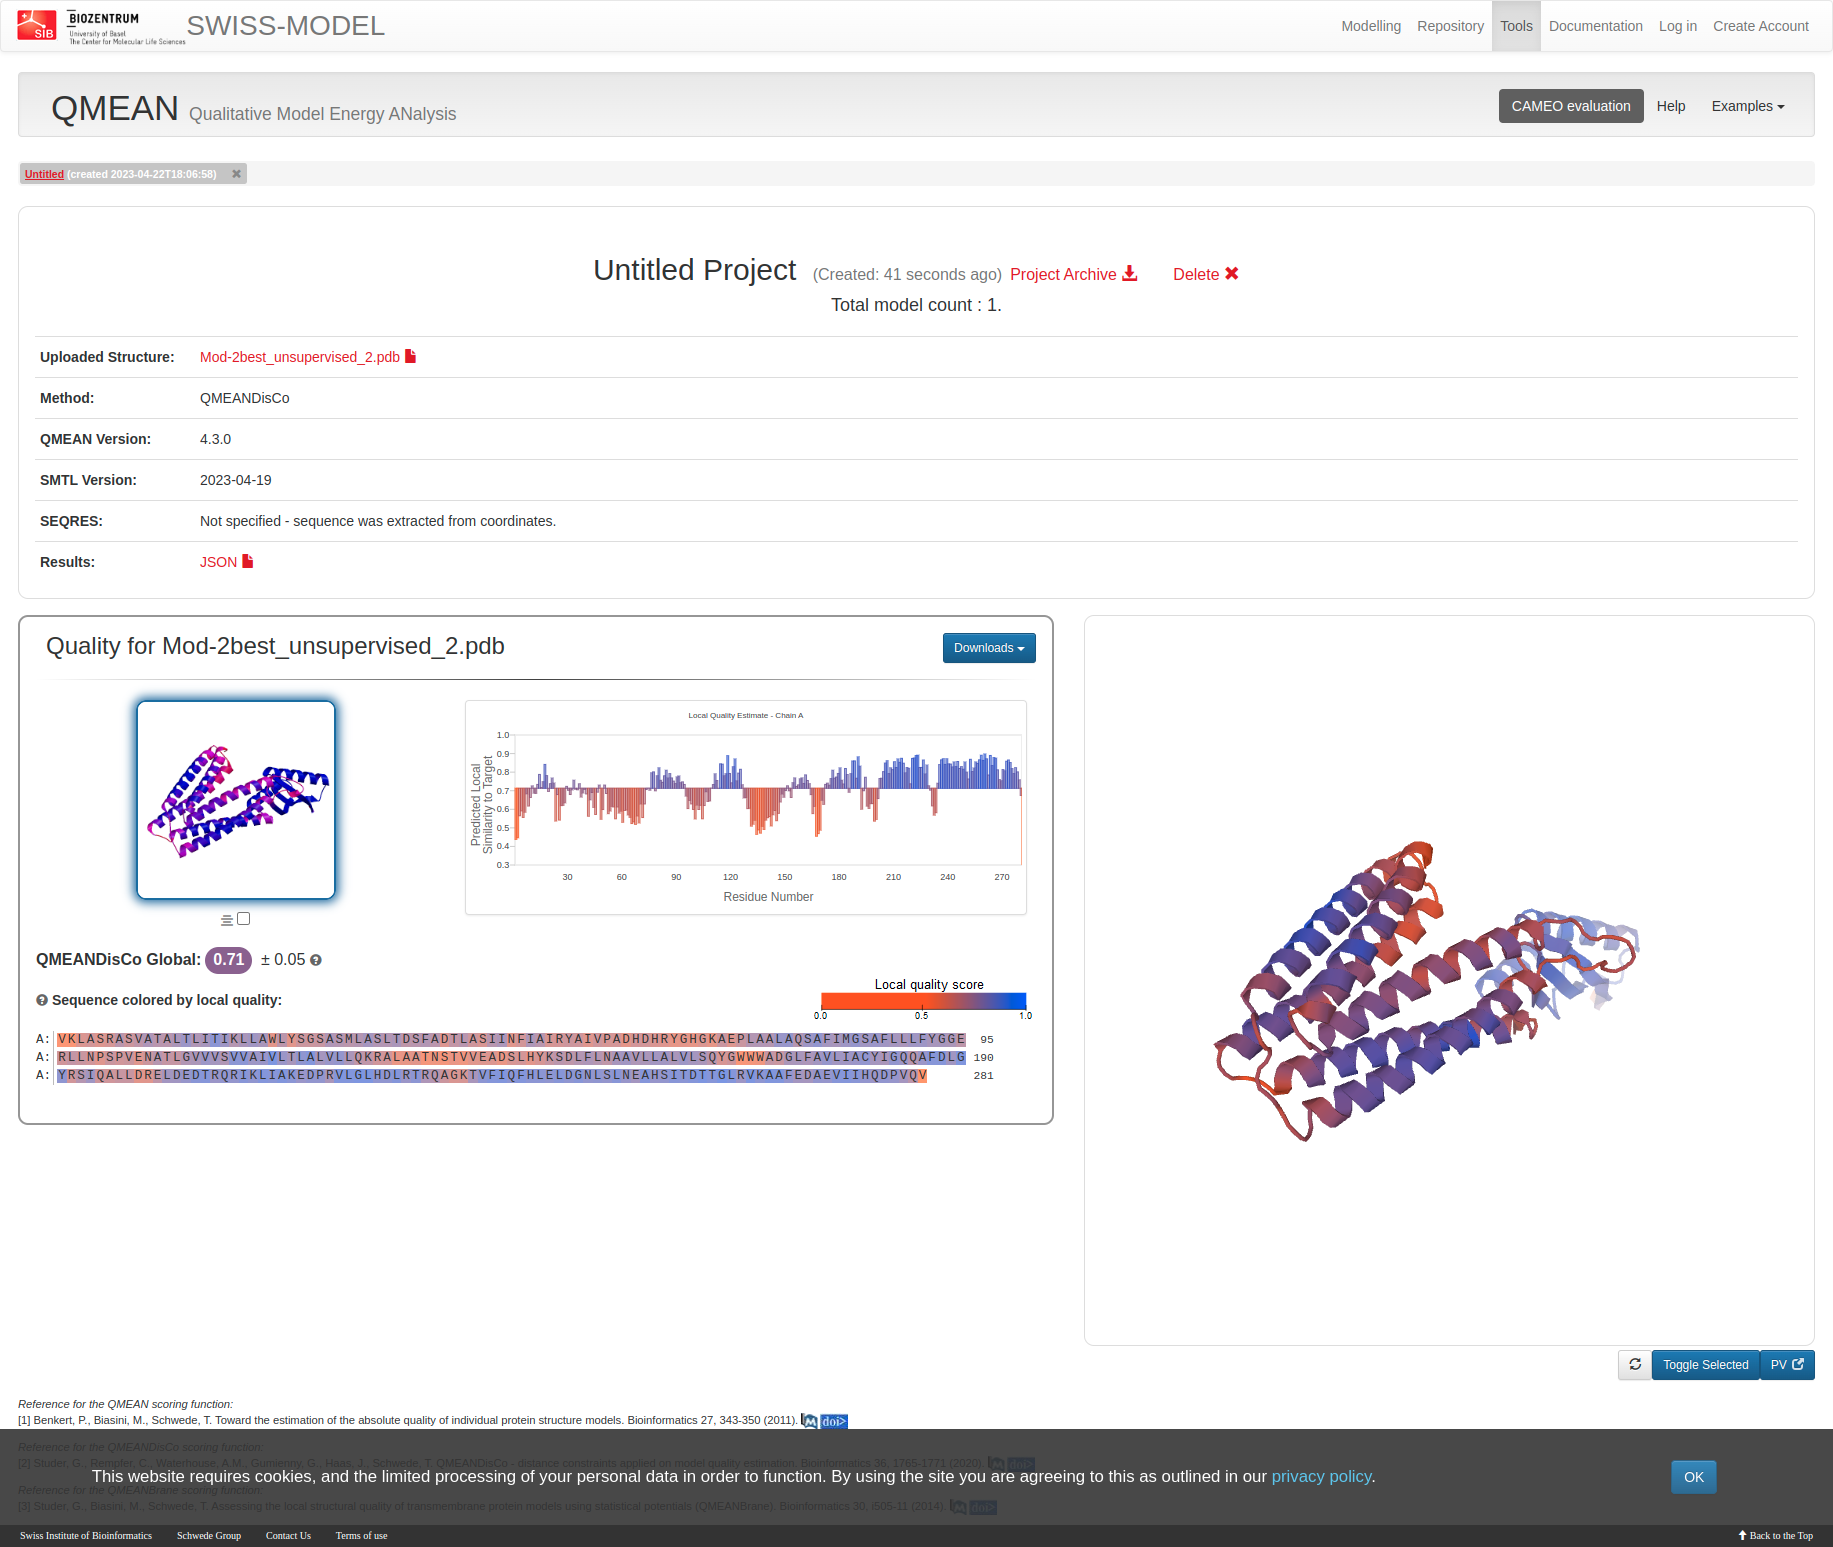 SIB
BIOZENTRUM
University of Basel
The Center for Molecular Life Sciences
SWISS-MODEL
Modelling Repository Tools Documentation Log in Create Account
QMEAN Qualitative Model Energy ANalysis
CAMEO evaluation Help Examples
Untitled (created 2023-04-22T18:06:58)
Untitled Project (Created: 41 seconds ago) Project Archive Delete
Total model count : 1.
Uploaded Structure: Mod-2best_unsupervised_2.pdb
Method: QMEANDisCo
QMEAN Version: 4.3.0
SMTL Version: 2023-04-19
SEQRES: Not specified - sequence was extracted from coordinates.
Results: JSON
Quality for Mod-2best_unsupervised_2.pdb
Downloads
Local Quality Estimate - Chain A
Predicted Local
Similarity to Target
1.0
0.9
0.8
0.7
0.6
0.5
0.4
0.3
30 60 90 120 150 180 210 240 270
Residue Number
QMEANDisCo Global: 0.71 ± 0.05
Sequence colored by local quality:
Local quality score
0.0 0.5 1.0
A: VKLASRASVATALTLITIKLLAWLYSGSASMLASLTDSFADTLASIINFIAIRYAIVPADHDHRYGHGKAEPLAALAQSAFIMGSAFLLLFYGGE 95
A: RLLNPSPVENATLGVVVSVVAIVLTLALVLLQKRALAATNSTVVEADSLHYKSDLFLNAAVLLALVLSQYGWWWADGLFAVLIACYIGQQAFDLG 190
A: YRSIQALLDRELDEDTRQRIKLIAKEDPRVLGLHDLRTRQAGKTVFIQFHLELDGNLSLNEAHSITDTTGLRVKAAFEDAEVIIHQDPVQV 281
Toggle Selected PV
Reference for the QMEAN scoring function:
[1] Benkert, P., Biasini, M., Schwede, T. Toward the estimation of the absolute quality of individual protein structure models. Bioinformatics 27, 343-350 (2011). M doi>
Reference for the QMEANDisCo scoring function:
[2] Studer, G., Rempfer, C., Waterhouse, A.M., Gumienny, G., Haas, J., Schwede, T. QMEANDisCo - distance constraints applied on model quality estimation. Bioinformatics 36, 1765-1771 (2020). M doi>
This website requires cookies, and the limited processing of your personal data in order to function. By using the site you are agreeing to this as outlined in our privacy policy.
OK
Reference for the QMEANBrane scoring function:
[3] Studer, G., Biasini, M., Schwede, T. Assessing the local structural quality of transmembrane protein models using statistical potentials (QMEANBrane). Bioinformatics 30, i505-11 (2014). M doi>
Swiss Institute of Bioinformatics Schwede Group Contact Us Terms of use Back to the Top